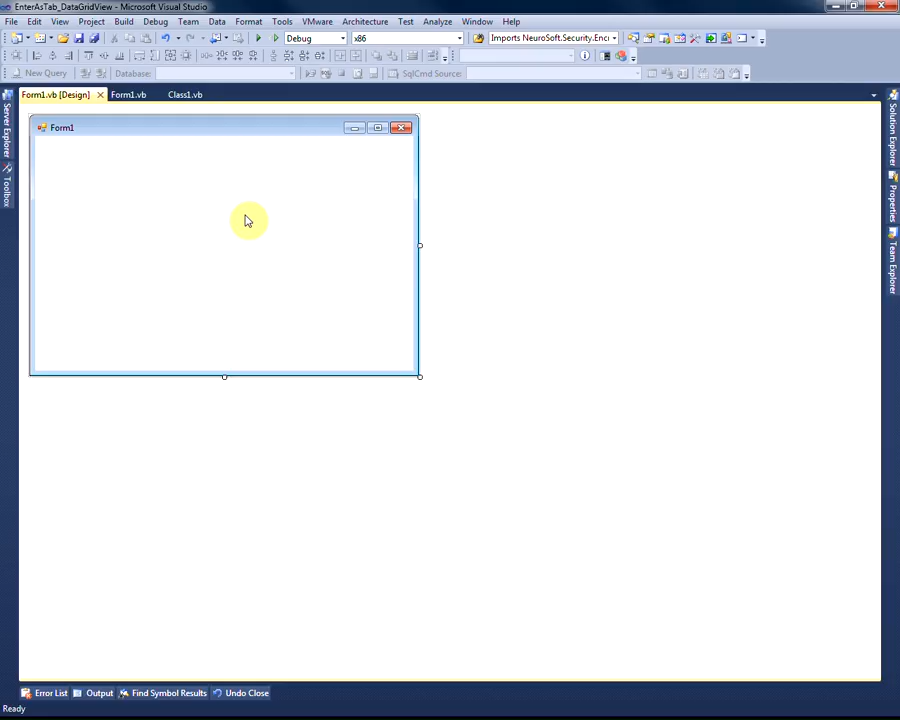 EnterAsTab_DataGridView - Microsoft Visual Studio
File Edit View Project Build Debug Team Data Format Tools VMware Architecture Test Analyze Window Help
Debug x86 Imports NeuroSoft.Security.Enc
New Query Database: SqlCmd Source:
Form1.vb [Design] Form1.vb Class1.vb
Form1
Server Explorer
Toolbox
Solution Explorer
Properties
Team Explorer
Error List Output Find Symbol Results Undo Close
Ready